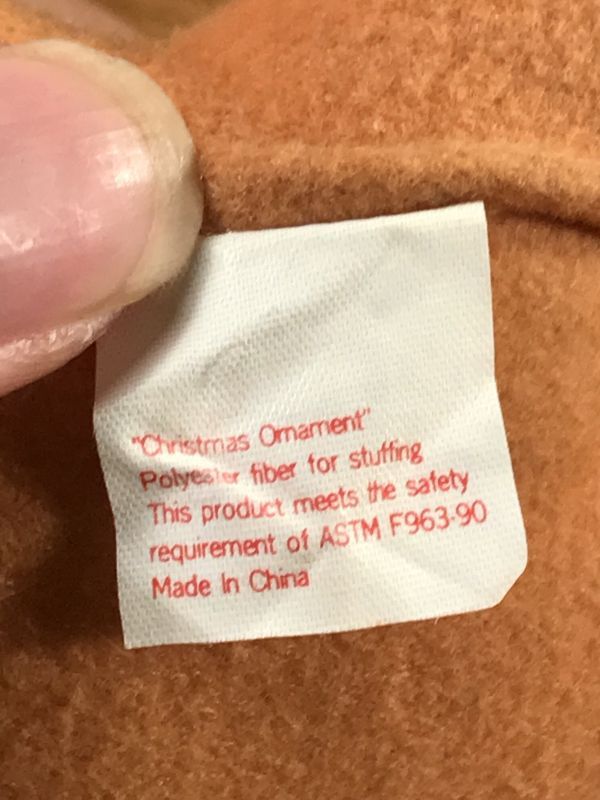 "Christmas Ornament"
Polyester fiber for stuffing
This product meets the safety
requirement of ASTM F963-90
Made In China